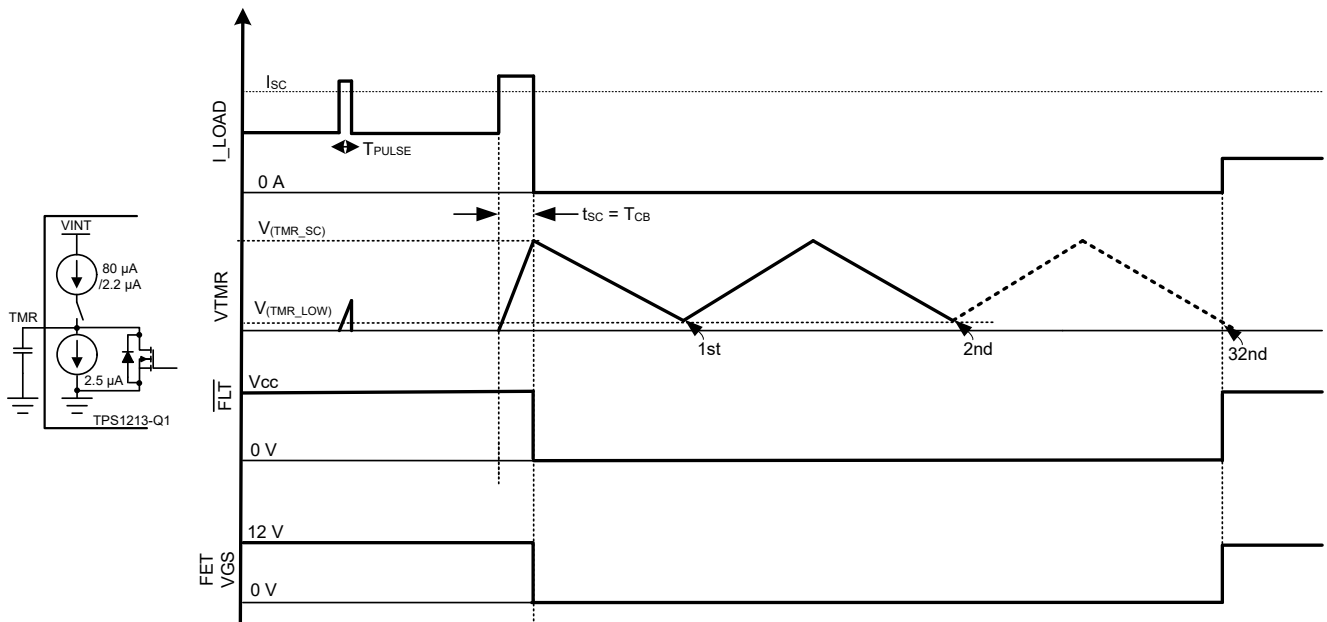 VINT
80 µA
/2.2 µA
TMR
2.5 µA
TPS1213-Q1
I_LOAD
ISC
TPULSE
0 A
tSC = TCB
VTMR
V(TMR_SC)
V(TMR_LOW)
1st
2nd
32nd
FLT
Vcc
0 V
FET
VGS
12 V
0 V